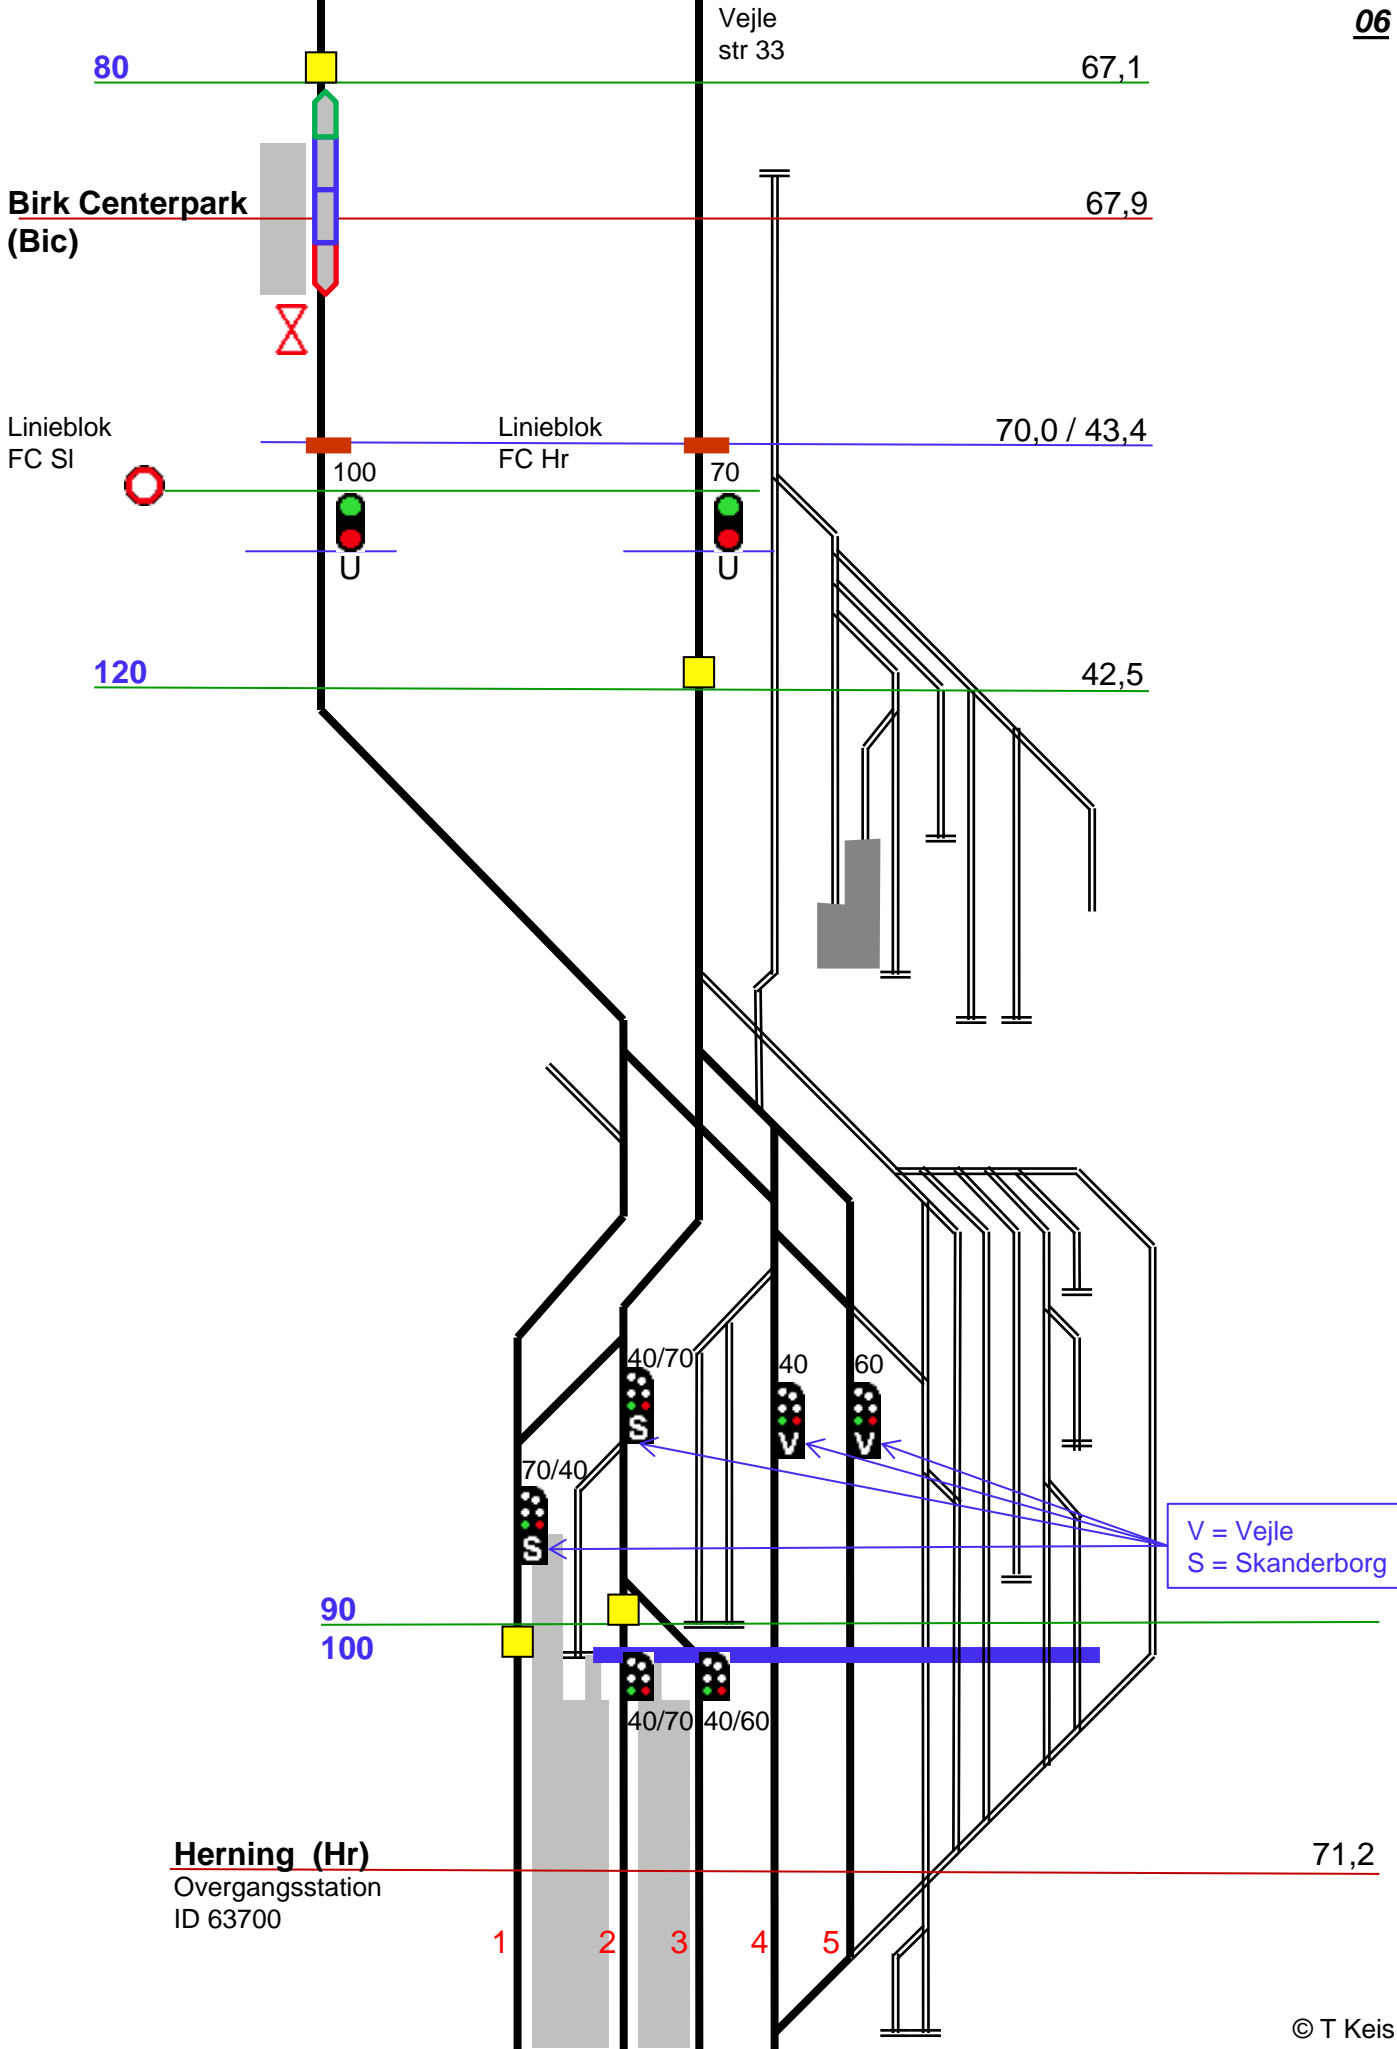 06
Vejle
str 33
80
67,1
Birk Centerpark
(Bic)
67,9
Linieblok
FC Sl
Linieblok
FC Hr
70,0 / 43,4
100
70
U
U
120
42,5
40/70
S
40
V
60
V
70/40
S
V = Vejle
S = Skanderborg
90
100
40/70
40/60
Herning (Hr)
Overgangsstation
ID 63700
71,2
1
2
3
4
5
© T Keis